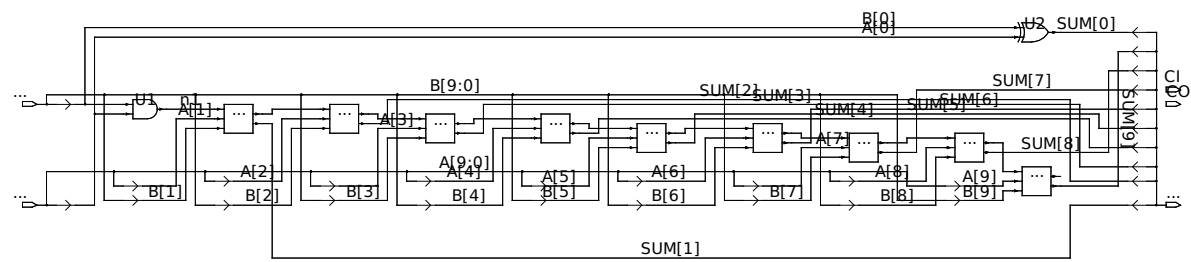 B[0]
A[0]
U2
SUM[0]
CI
CO
SUM[7]
B[9:0]
SUM[2]
SUM[3]
SUM[6]
SUM[5]
SUM[4]
...
U1
n1
A[1]
...
...
A[3]
...
...
...
...
A[7]
...
...
SUM[8]
SUM[9]
A[9:0]
A[2]
A[4]
A[5]
A[6]
A[8]
A[9]
...
...
B[1]
B[2]
B[3]
B[4]
B[5]
B[6]
B[7]
B[8]
B[9]
...
SUM[1]